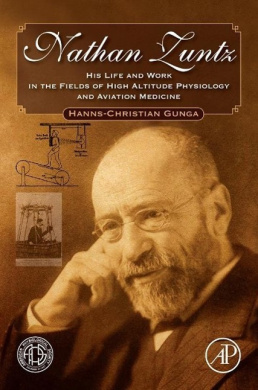 Nathan Zuntz
His Life and Work
in the Fields of High Altitude Physiology
and Aviation Medicine
Hanns-Christian Gunga
AP